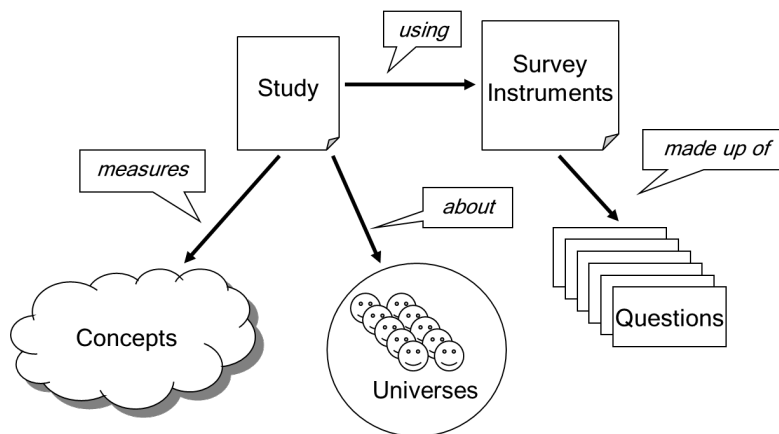 using
Study
Survey
Instruments
measures
made up of
about
Concepts
Universes
Questions